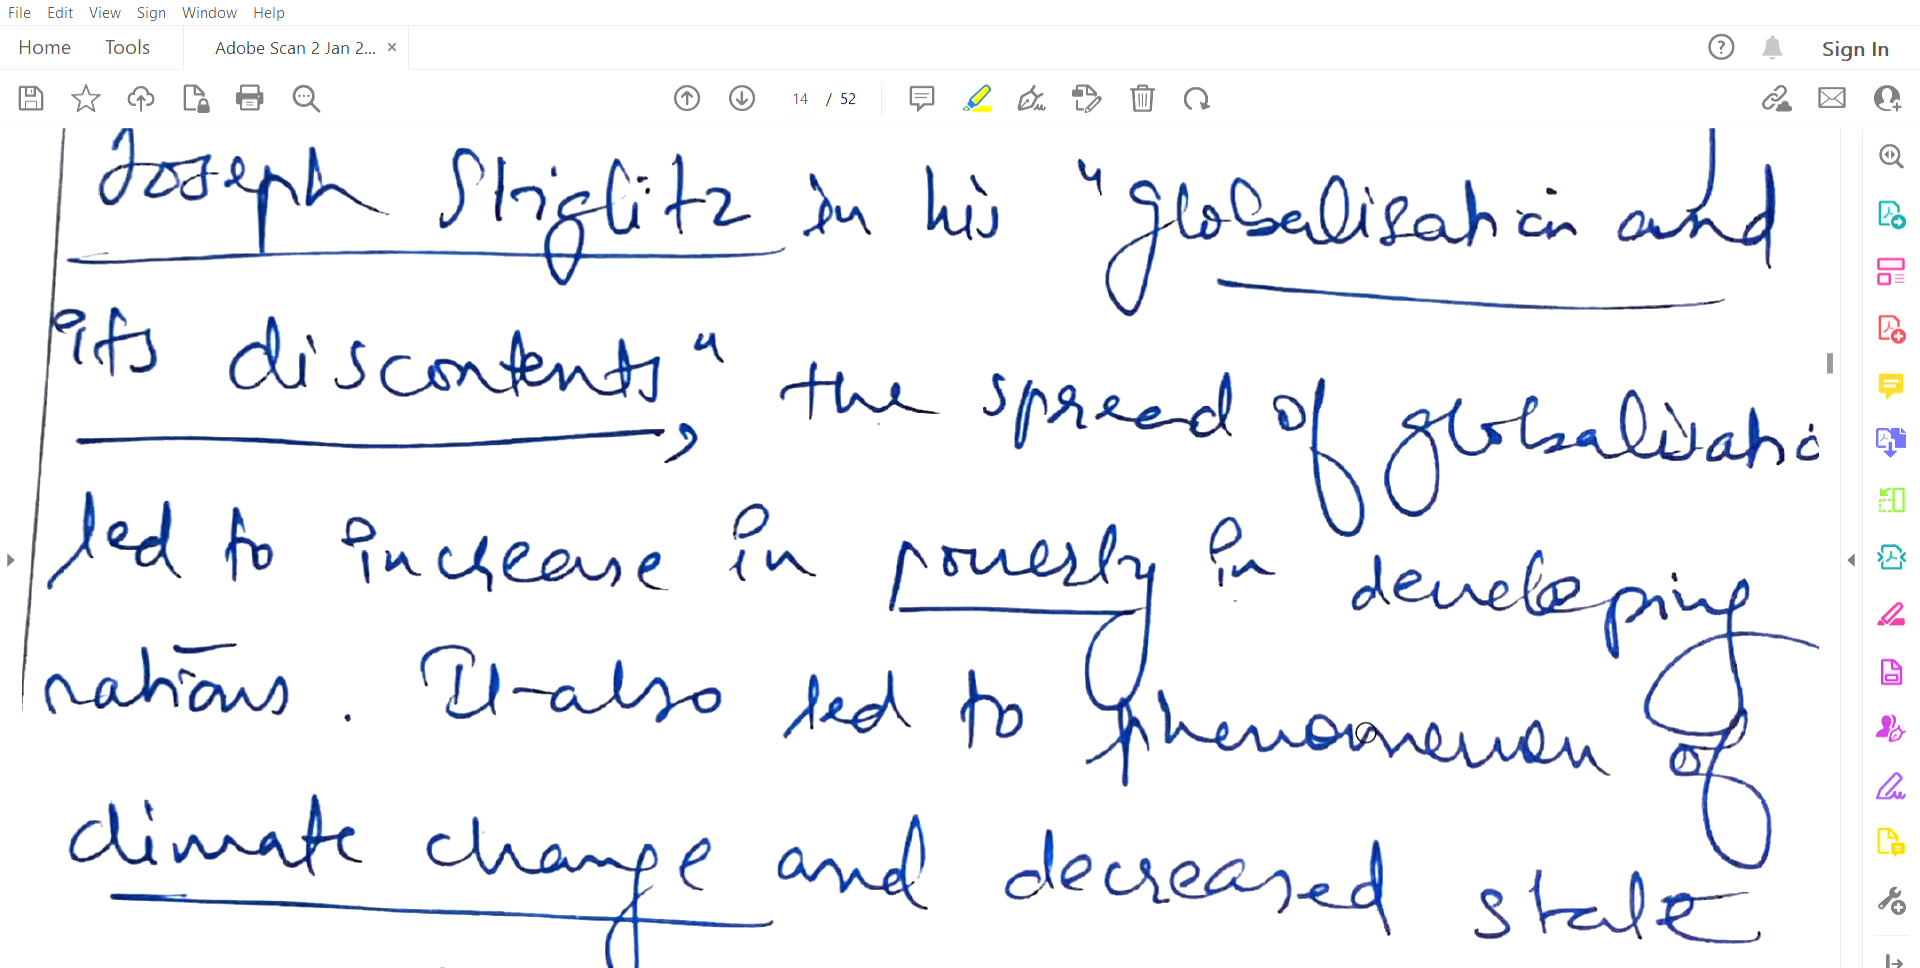 File Edit View Sign Window Help
Home Tools Adobe Scan 2 Jan 2... × Sign In
14 / 52
Joseph Stiglitz in his "globalisation and
its discontents", the spread of globalisatio
led to increase in poverty in developing
nations. It also led to phenomenon of
climate change and decreased state